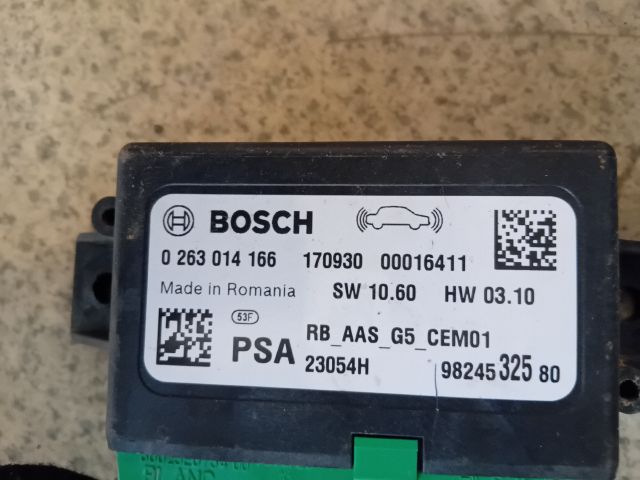 BOSCH
0 263 014 166 170930 00016411
Made in Romania SW 10.60 HW 03.10
53F
PSA RB_AAS_G5_CEM01
23054H 98245 325 80